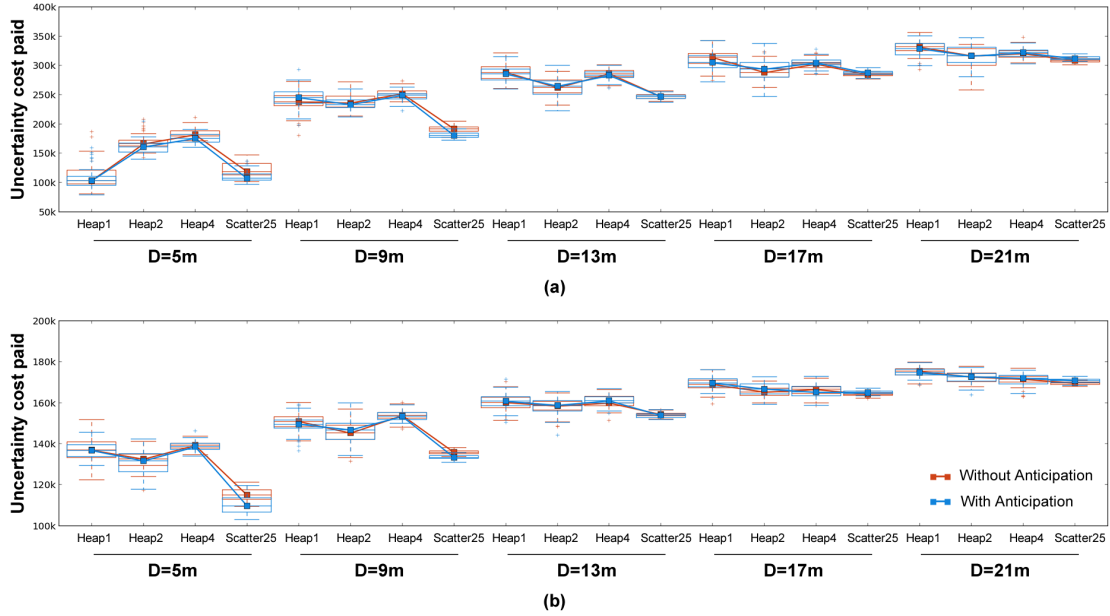 (a)
Uncertainty cost paid
400k
350k
300k
250k
200k
150k
100k
50k
Heap1 Heap2 Heap4 Scatter25 Heap1 Heap2 Heap4 Scatter25 Heap1 Heap2 Heap4 Scatter25 Heap1 Heap2 Heap4 Scatter25 Heap1 Heap2 Heap4 Scatter25
D=5m D=9m D=13m D=17m D=21m
(a)
Uncertainty cost paid
200k
180k
160k
140k
120k
100k
Without Anticipation
With Anticipation
Heap1 Heap2 Heap4 Scatter25 Heap1 Heap2 Heap4 Scatter25 Heap1 Heap2 Heap4 Scatter25 Heap1 Heap2 Heap4 Scatter25 Heap1 Heap2 Heap4 Scatter25
D=5m D=9m D=13m D=17m D=21m
(b)